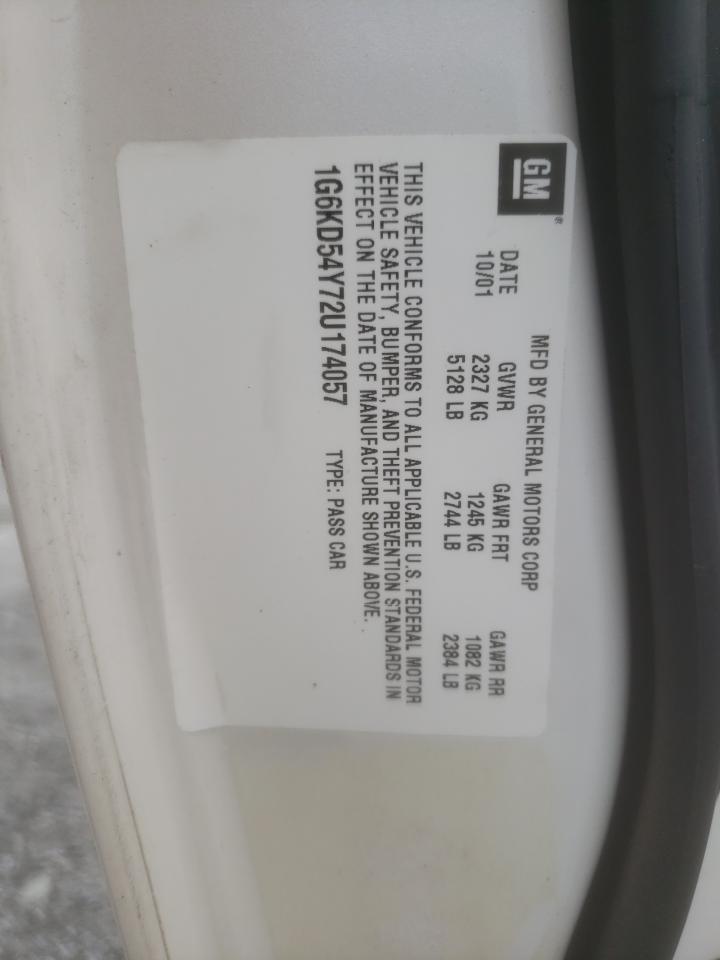 GM®
MFD BY GENERAL MOTORS CORP
DATE GVWR GAWR FRT GAWR RR
10/01 2327 KG 1245 KG 1082 KG
5128 LB 2744 LB 2384 LB
THIS VEHICLE CONFORMS TO ALL APPLICABLE U.S. FEDERAL MOTOR
VEHICLE SAFETY, BUMPER, AND THEFT PREVENTION STANDARDS IN
EFFECT ON THE DATE OF MANUFACTURE SHOWN ABOVE.
1G6KD54Y72U174057 TYPE: PASS CAR